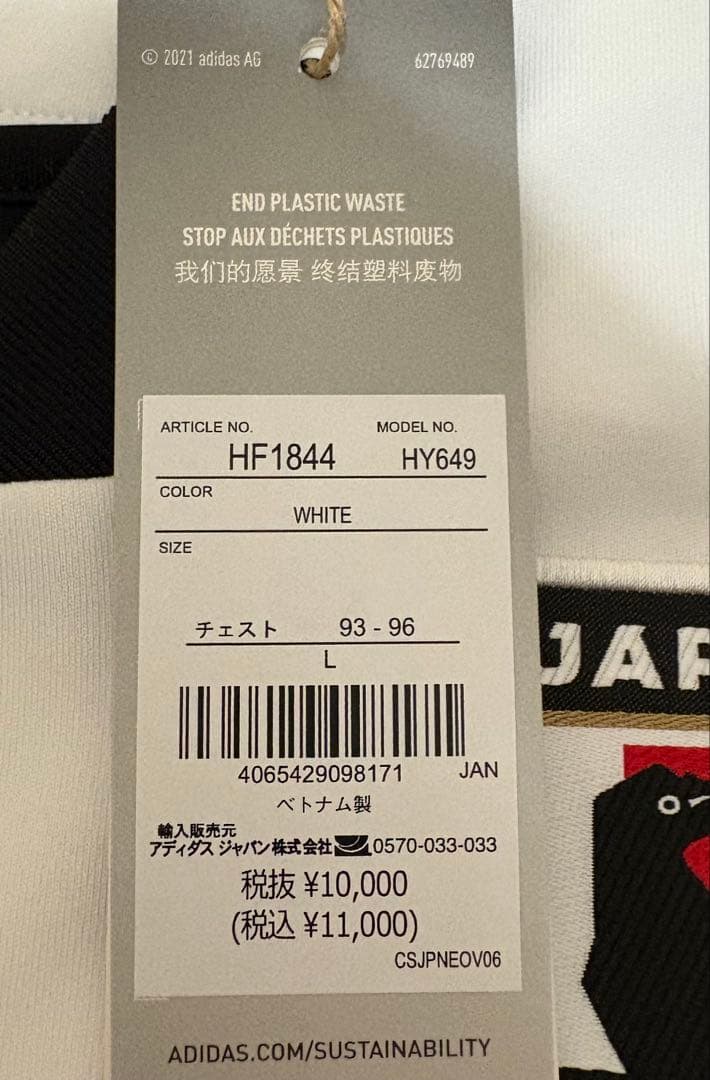 © 2021 adidas AG 62769489
END PLASTIC WASTE
STOP AUX DÉCHETS PLASTIQUES
我们的愿景 终结塑料废物
ARTICLE NO. MODEL NO.
HF1844 HY649
COLOR
WHITE
SIZE
チェスト 93 - 96
L
4065429098171 JAN
ベトナム製
輸入販売元
アディダス ジャパン株式会社 0570-033-033
税抜 ¥10,000
(税込 ¥11,000)
CSJPNEOV06
ADIDAS.COM/SUSTAINABILITY
JAP